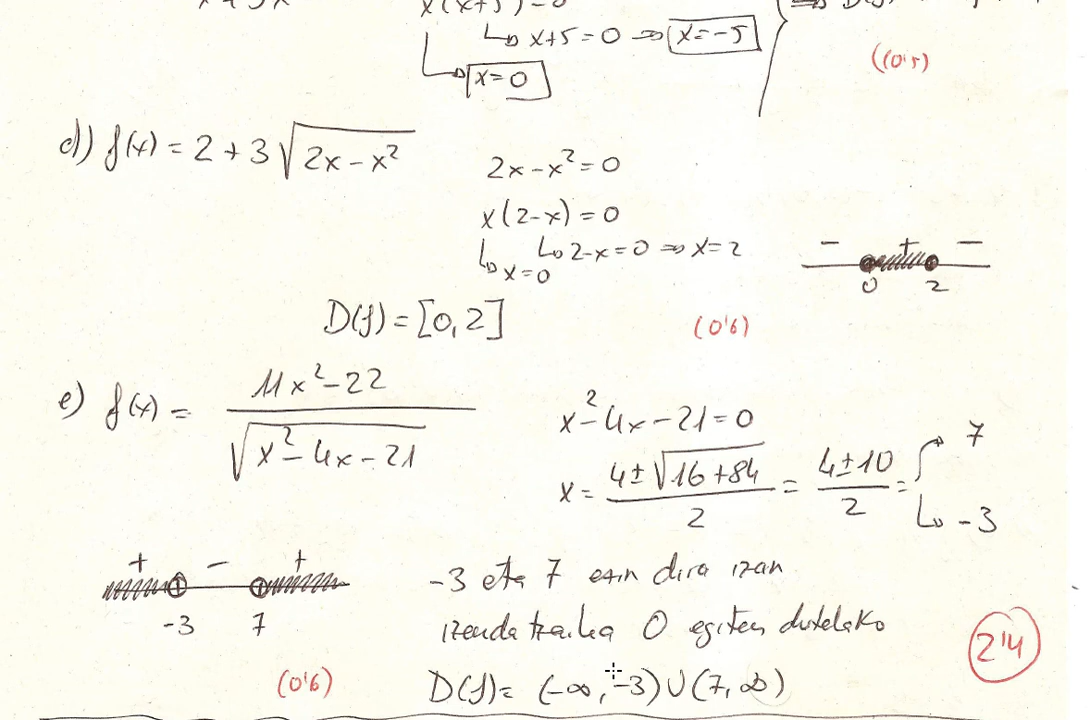 x(x+5)=0
↳ x+5=0 ⇒ x=-5
↳ x=0
(0'5)
d) f(x) = 2 + 3√(2x - x²)
2x - x² = 0
x(2-x) = 0
↳ 2-x=0 ⇒ x=2
↳ x=0
- + -
0 2
D(f) = [0,2]
(0'6)
e) f(x) = (11x² - 22) / √(x² - 4x - 21)
x² - 4x - 21 = 0
x = (4 ± √(16+84)) / 2 = (4 ± 10) / 2 = 7
↳ -3
+ - +
-3 7
-3 eta 7 ezin dira izan
izendatzailea 0 egiten dutelako
2'4
(0'6)
D(f) = (-∞, -3) ∪ (7, ∞)